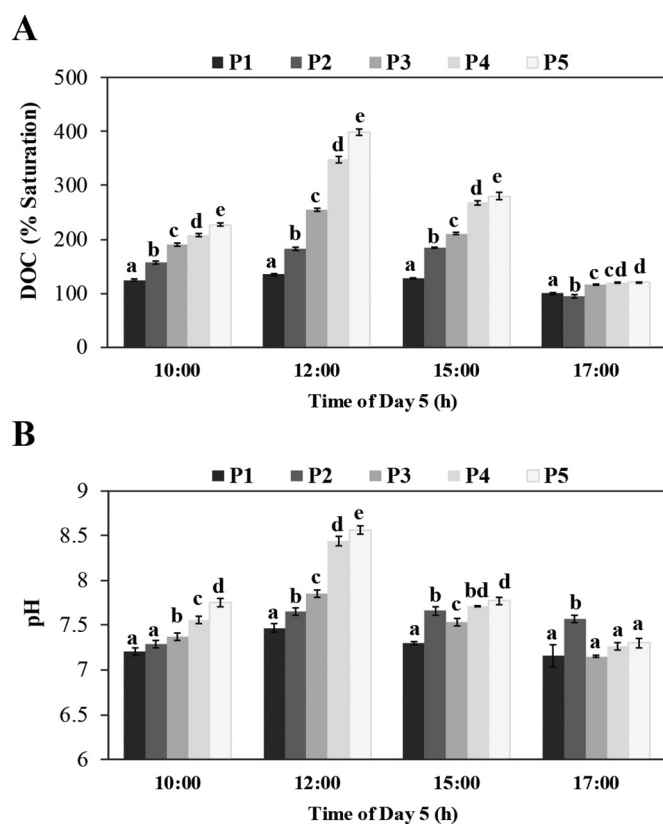 A
P1 P2 P3 P4 P5
500
400
300
200
100
0
DOC (% Saturation)
a b c d e
a b c d e
a b c d e
a b c cd d
10:00 12:00 15:00 17:00
Time of Day 5 (h)
B
P1 P2 P3 P4 P5
9
8.5
8
7.5
7
6.5
6
pH
a a b c d
a b c d e
a b c bd d
a b a a a
10:00 12:00 15:00 17:00
Time of Day 5 (h)